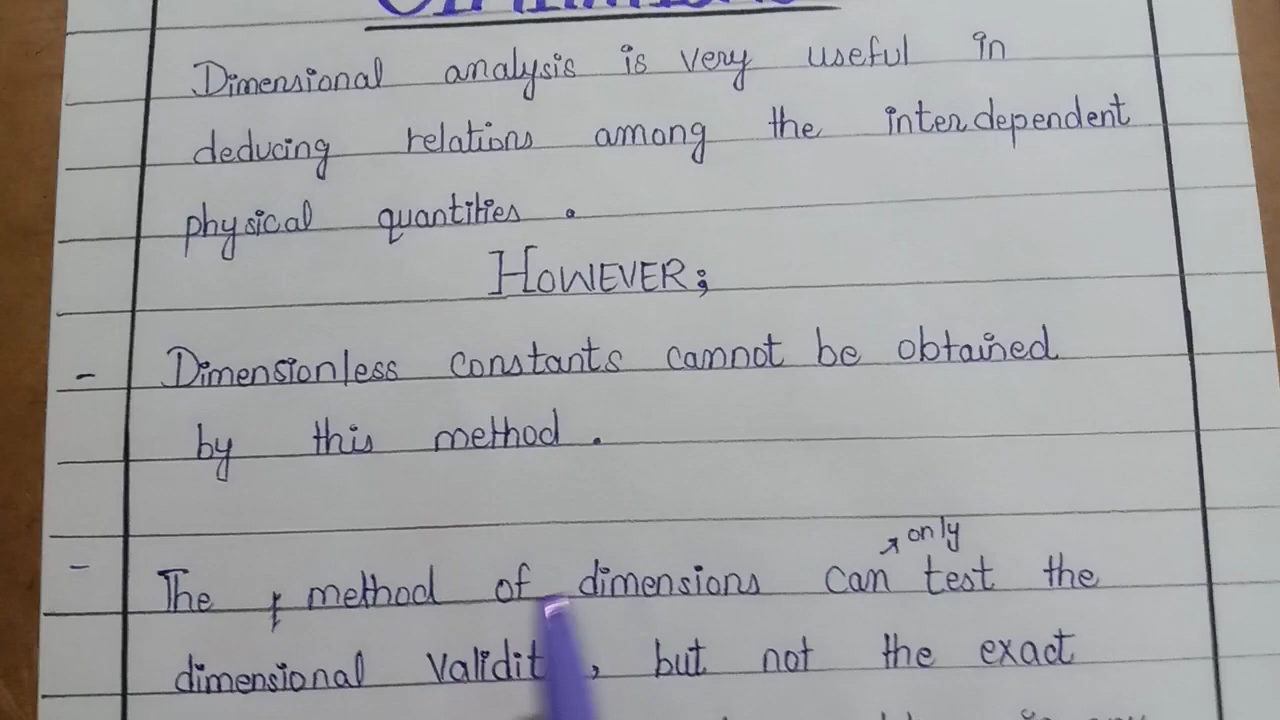 Dimensional analysis is very useful in
deducing relations among the interdependent
physical quantities.
HOWEVER;
- Dimensionless constants cannot be obtained
by this method.
only
- The method of dimensions can test the
dimensional , but not the exact